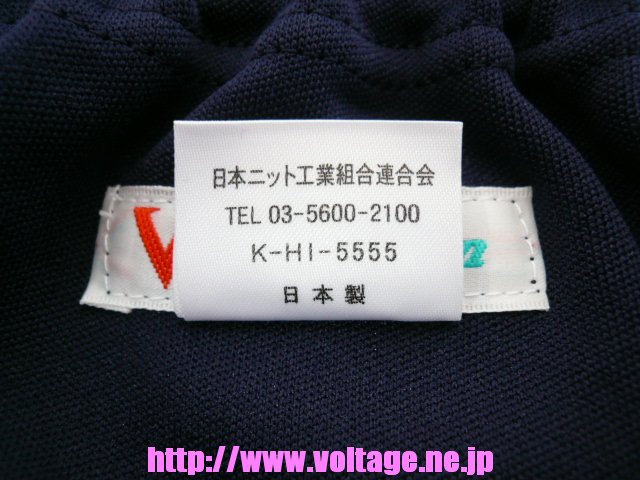 日本ニット工業組合連合会
TEL 03-5600-2100
K-HI-5555
日本製
http://www.voltage.ne.jp